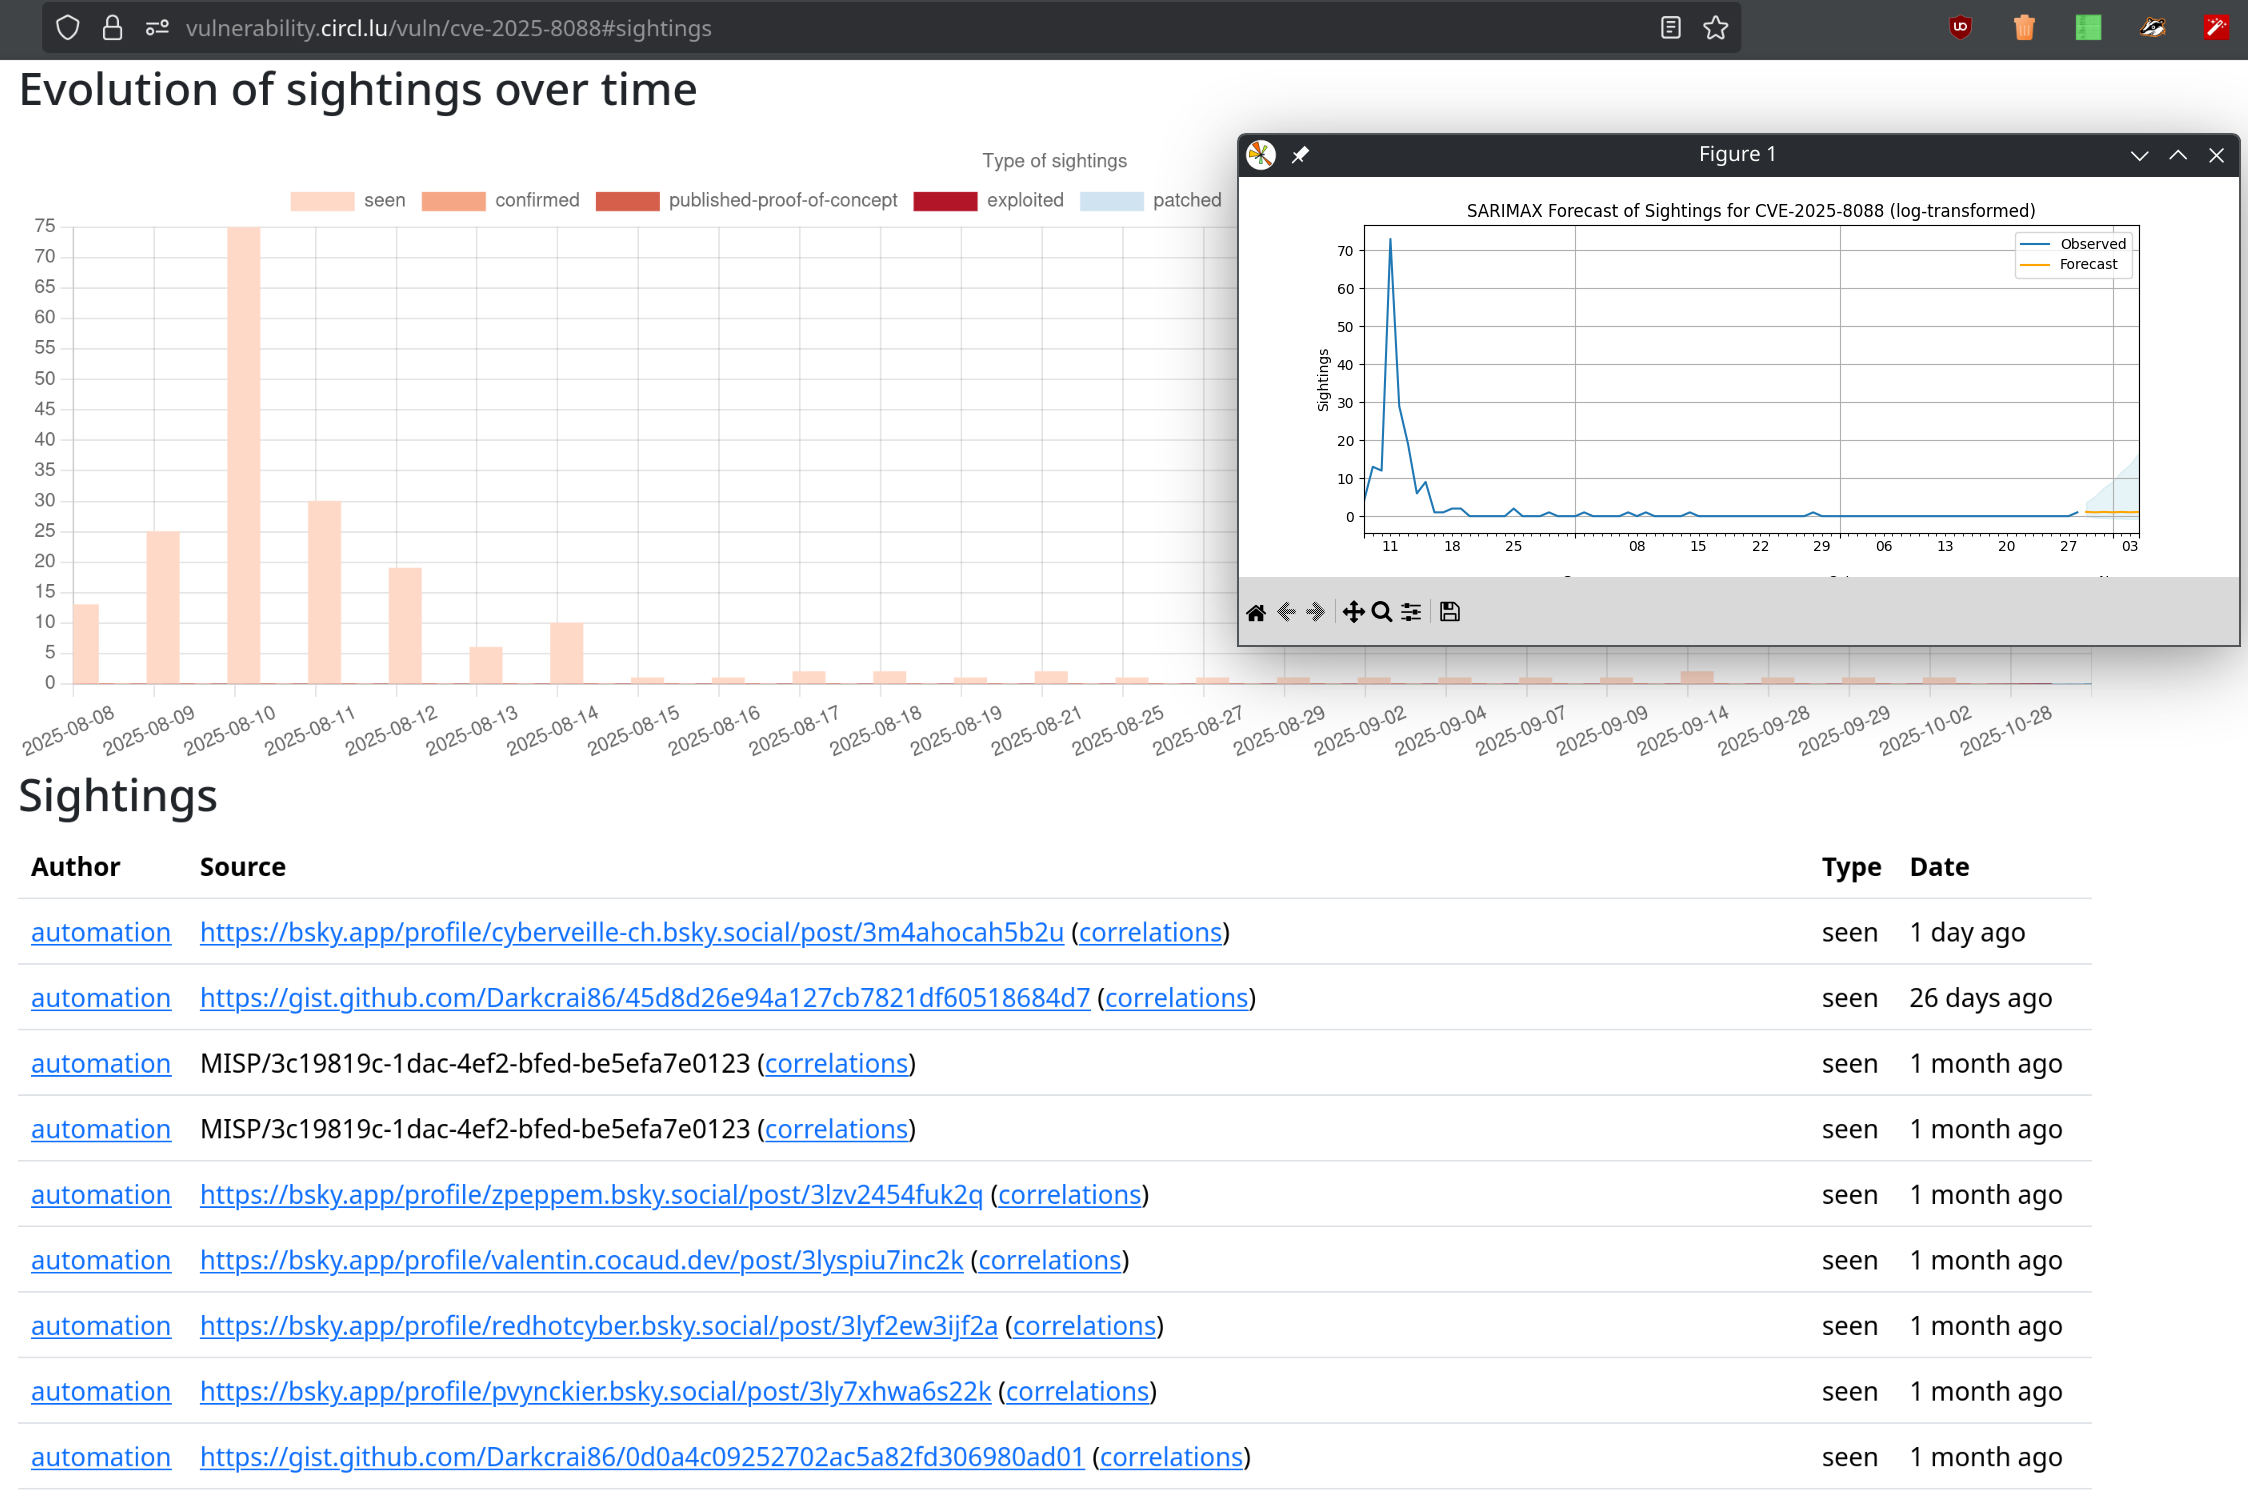 vulnerability.circl.lu/vuln/cve-2025-8088#sightings
Evolution of sightings over time
Type of sightings
seen confirmed published-proof-of-concept exploited patched
75
70
65
60
55
50
45
40
35
30
25
20
15
10
5
0
2025-08-08 2025-08-09 2025-08-10 2025-08-11 2025-08-12 2025-08-13 2025-08-14 2025-08-15 2025-08-16 2025-08-17 2025-08-18 2025-08-19 2025-08-21 2025-08-25 2025-08-27 2025-08-29 2025-09-02 2025-09-04 2025-09-07 2025-09-09 2025-09-14 2025-09-28 2025-09-29 2025-10-02 2025-10-28
Figure 1
SARIMAX Forecast of Sightings for CVE-2025-8088 (log-transformed)
Observed
Forecast
Sightings
70
60
50
40
30
20
10
0
11 18 25 08 15 22 29 06 13 20 27 03
Sightings
Author Source Type Date
automation https://bsky.app/profile/cyberveille-ch.bsky.social/post/3m4ahocah5b2u (correlations) seen 1 day ago
automation https://gist.github.com/Darkcrai86/45d8d26e94a127cb7821df60518684d7 (correlations) seen 26 days ago
automation MISP/3c19819c-1dac-4ef2-bfed-be5efa7e0123 (correlations) seen 1 month ago
automation MISP/3c19819c-1dac-4ef2-bfed-be5efa7e0123 (correlations) seen 1 month ago
automation https://bsky.app/profile/zpeppem.bsky.social/post/3lzv2454fuk2q (correlations) seen 1 month ago
automation https://bsky.app/profile/valentin.cocaud.dev/post/3lyspiu7inc2k (correlations) seen 1 month ago
automation https://bsky.app/profile/redhotcyber.bsky.social/post/3lyf2ew3ijf2a (correlations) seen 1 month ago
automation https://bsky.app/profile/pvynckier.bsky.social/post/3ly7xhwa6s22k (correlations) seen 1 month ago
automation https://gist.github.com/Darkcrai86/0d0a4c09252702ac5a82fd306980ad01 (correlations) seen 1 month ago